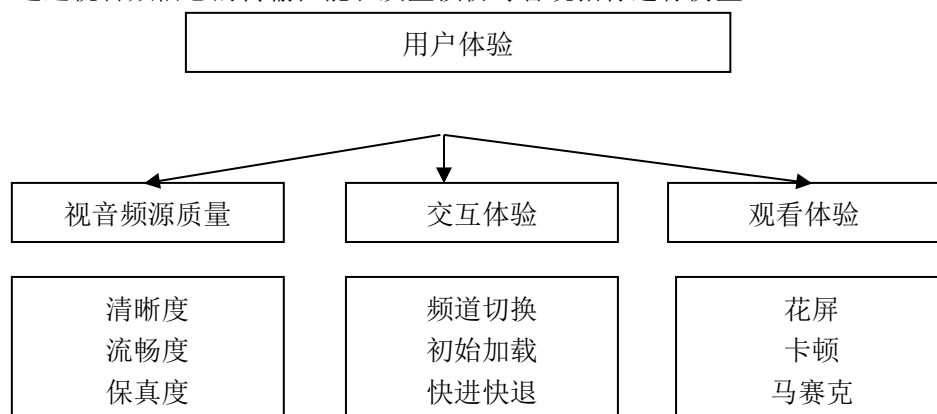 用户体验
视音频源质量
交互体验
观看体验
清晰度
流畅度
保真度
频道切换
初始加载
快进快退
花屏
卡顿
马赛克